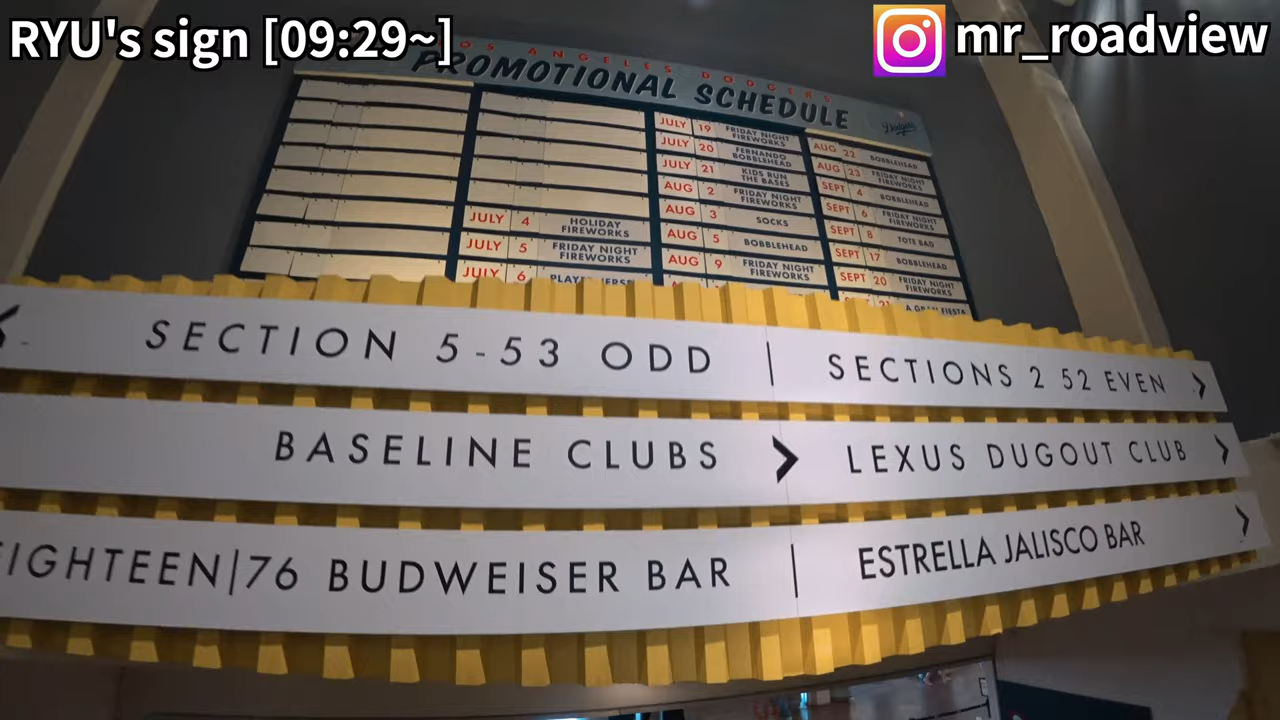 RYU's sign [09:29~]
mr_roadview
LOS ANGELES DODGERS
PROMOTIONAL SCHEDULE
Dodgers
JULY 4 HOLIDAY FIREWORKS
JULY 5 FRIDAY NIGHT FIREWORKS
JULY 6
JULY 19 FRIDAY NIGHT FIREWORKS
JULY 20 FERNANDO BOBBLEHEAD
JULY 21 KIDS RUN THE BASES
AUG 2 FRIDAY NIGHT FIREWORKS
AUG 3 SOCKS
AUG 5 BOBBLEHEAD
AUG 9 FRIDAY NIGHT FIREWORKS
AUG 22 BOBBLEHEAD
AUG 23 FRIDAY NIGHT FIREWORKS
SEPT 4 BOBBLEHEAD
SEPT 6 FRIDAY NIGHT FIREWORKS
SEPT 8 TOTE BAG
SEPT 17 BOBBLEHEAD
SEPT 20 FRIDAY NIGHT FIREWORKS
SECTION 5-53 ODD | SECTIONS 2 52 EVEN >
BASELINE CLUBS > LEXUS DUGOUT CLUB >
EIGHTEEN|76 BUDWEISER BAR | ESTRELLA JALISCO BAR >